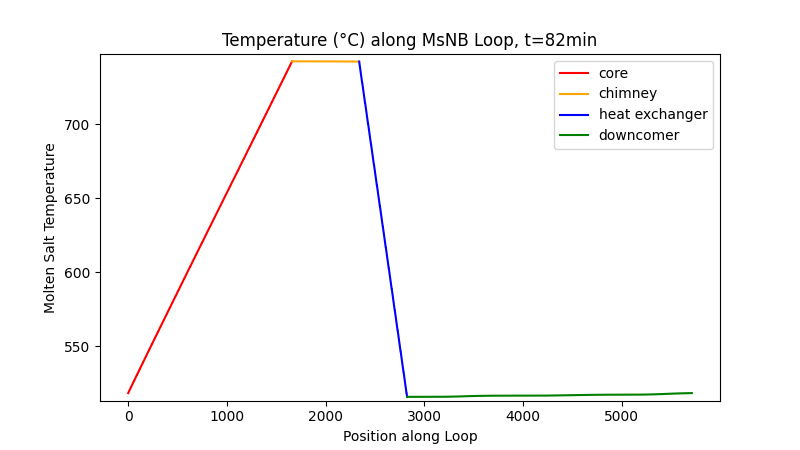 Temperature (°C) along MsNB Loop, t=82min
Molten Salt Temperature
700
650
600
550
core
chimney
heat exchanger
downcomer
0
1000
2000
3000
4000
5000
Position along Loop